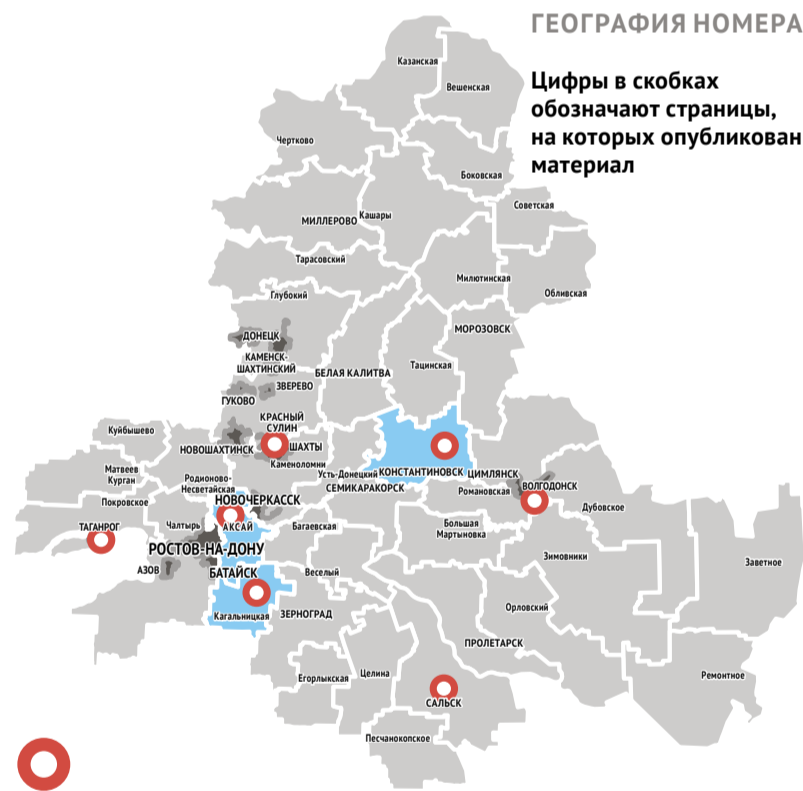 ГЕОГРАФИЯ НОМЕРА
Цифры в скобках
обозначают страницы,
на которых опубликован
материал
Казанская
Вешенская
Чертково
Боковская
Советская
МИЛЛЕРОВО
Кашары
Тарасовский
Милютинская
Обливская
Глубокий
МОРОЗОВСК
ДОНЕЦК
КАМЕНСК-
ШАХТИНСКИЙ
БЕЛАЯ КАЛИТВА
Тацинская
ЗВЕРЕВО
ГУКОВО
КРАСНЫЙ
СУЛИН
Куйбышево
НОВОШАХТИНСК
ШАХТЫ
Каменоломни
Матвеев
Курган
Усть-Донецкий
КОНСТАНТИНОВСК
ЦИМЛЯНСК
Родионово-
Несветайская
СЕМИКАРАКОРСК
Романовская
ВОЛГОДОНСК
Покровское
НОВОЧЕРКАССК
Дубовское
ТАГАНРОГ
Чалтырь
АКСАЙ
Багаевская
Большая
Мартыновка
РОСТОВ-НА-ДОНУ
Зимовники
Заветное
АЗОВ
БАТАЙСК
Веселый
Кагальницкая
ЗЕРНОГРАД
Орловский
ПРОЛЕТАРСК
Егорлыкская
Целина
Ремонтное
САЛЬСК
Песчанокопское